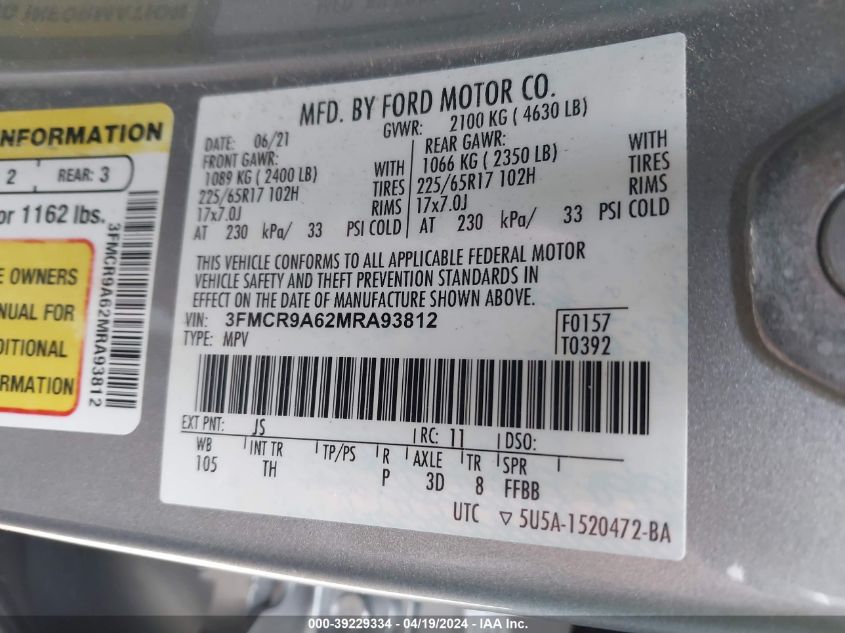 INFORMATION
2 REAR: 3
or 1162 lbs.
E OWNERS
NUAL FOR
DITIONAL
RMATION
3FMCR9A62MRA93812
MFD. BY FORD MOTOR CO.
DATE: 06/21 GVWR: 2100 KG ( 4630 LB)
FRONT GAWR: REAR GAWR:
1089 KG ( 2400 LB) WITH 1066 KG ( 2350 LB) WITH
225/65R17 102H TIRES 225/65R17 102H TIRES
17x7.0J RIMS 17x7.0J RIMS
AT 230 kPa/ 33 PSI COLD AT 230 kPa/ 33 PSI COLD
THIS VEHICLE CONFORMS TO ALL APPLICABLE FEDERAL MOTOR
VEHICLE SAFETY AND THEFT PREVENTION STANDARDS IN
EFFECT ON THE DATE OF MANUFACTURE SHOWN ABOVE.
VIN: 3FMCR9A62MRA93812 F0157
TYPE: MPV T0392
EXT PNT: JS RC: 11 DSO:
WB INT TR TP/PS R AXLE TR SPR
105 TH P 3D 8 FFBB
UTC ▽ 5U5A-1520472-BA
000-39229334 - 04/19/2024 - IAA Inc.